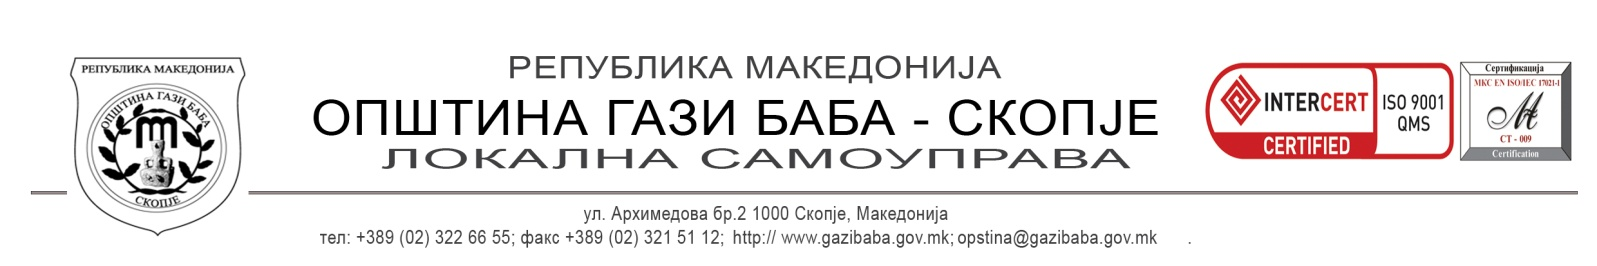 РЕПУБЛИКА МАКЕДОНИЈА
ОПШТИНА ГАЗИ БАБА
СКОПЈЕ
РЕПУБЛИКА МАКЕДОНИЈА
ОПШТИНА ГАЗИ БАБА - СКОПЈЕ
ЛОКАЛНА САМОУПРАВА
INTERCERT
CERTIFIED
ISO 9001
QMS
Сертификација
МКС EN ISO/IEC 17021-1
СТ - 009
Certification
ул. Архимедова бр.2 1000 Скопје, Македонија
тел: +389 (02) 322 66 55; факс +389 (02) 321 51 12; http:// www.gazibaba.gov.mk; opstina@gazibaba.gov.mk .